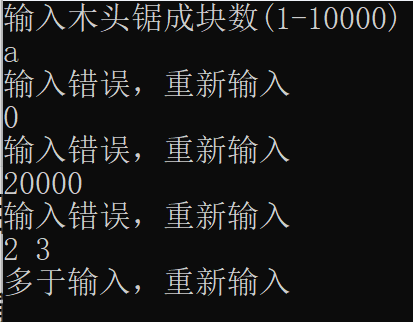 输入木头锯成块数(1-10000)
a
输入错误，重新输入
0
输入错误，重新输入
20000
输入错误，重新输入
2 3
多于输入，重新输入